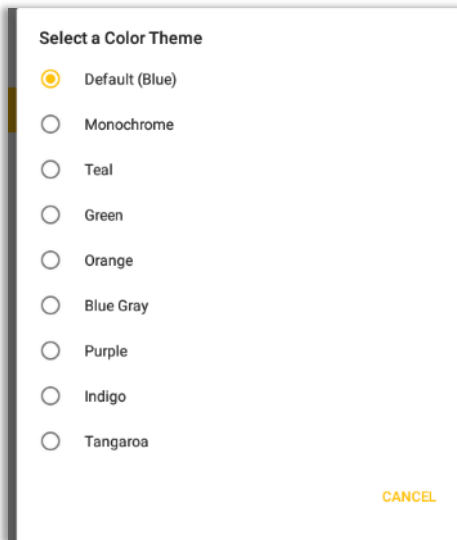 Select a Color Theme
Default (Blue)
Monochrome
Teal
Green
Orange
Blue Gray
Purple
Indigo
Tangaroa
CANCEL